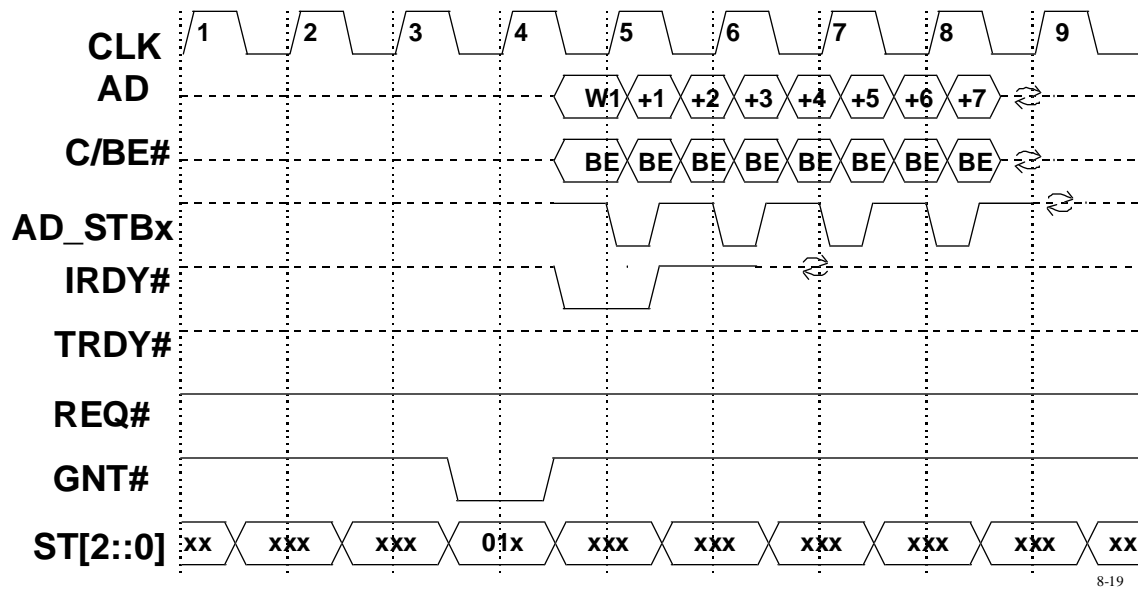 CLK 1 2 3 4 5 6 7 8 9
AD W1 +1 +2 +3 +4 +5 +6 +7
C/BE# BE BE BE BE BE BE BE BE
AD_STBx
IRDY#
TRDY#
REQ#
GNT#
ST[2::0] xx xxx xxx 01x xxx xxx xxx xxx xxx xx
8-19